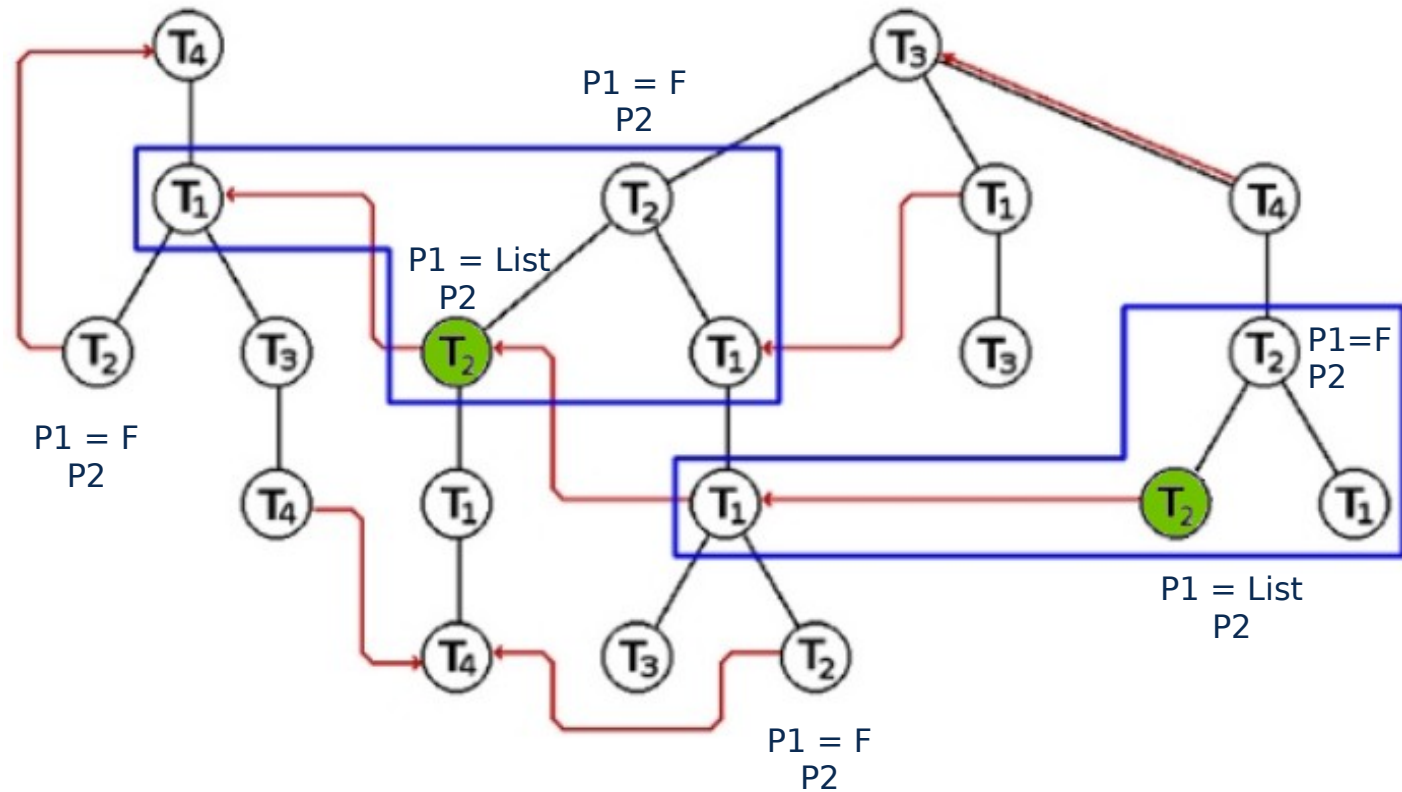 T4
T3
P1 = F
P2
T1
T2
T1
T4
P1 = List
P2
T2
T3
T2
T1
T3
T2
P1=F
P2
P1 = F
P2
T4
T1
T1
T2
T1
P1 = List
P2
T4
T3
T2
P1 = F
P2